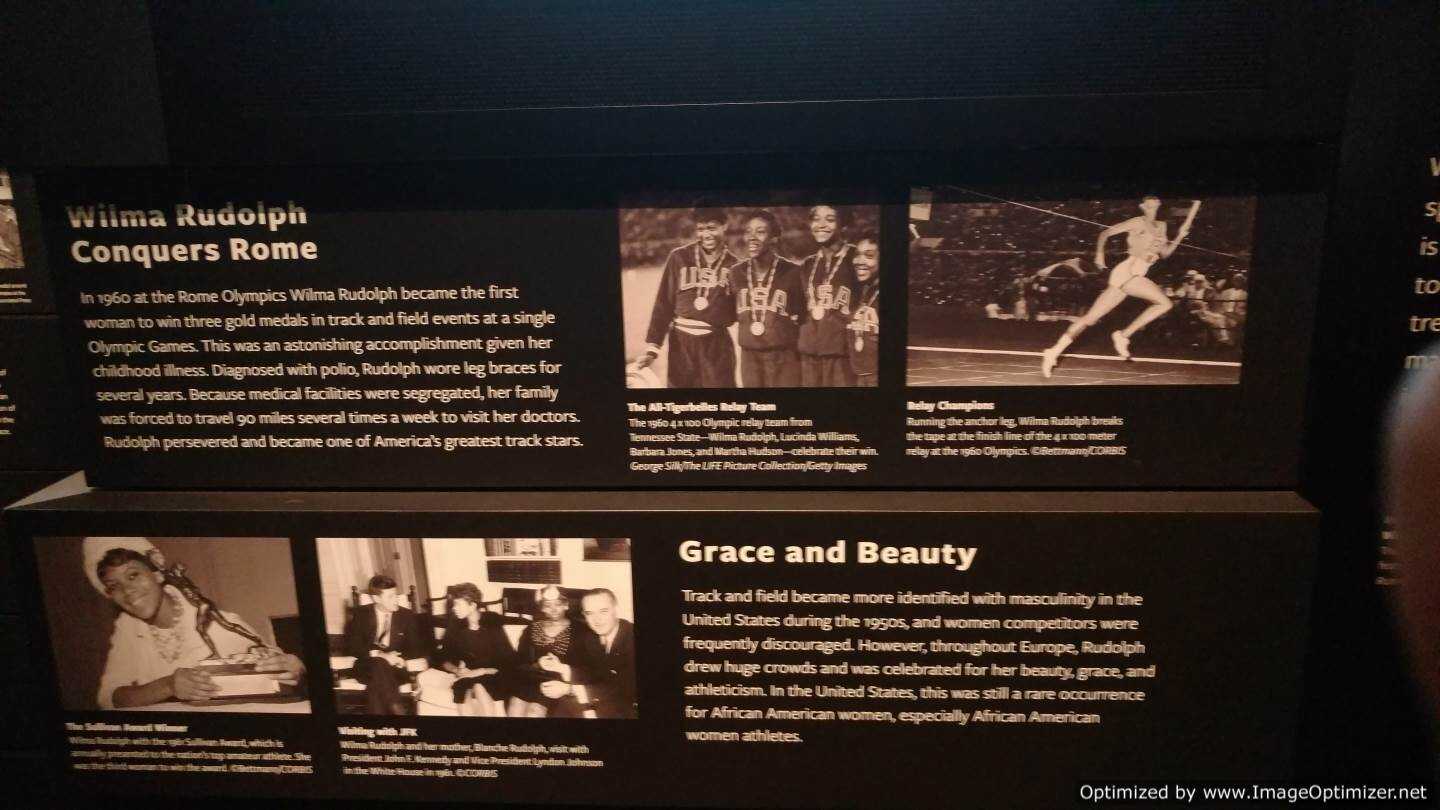 Wilma Rudolph
Conquers Rome
In 1960 at the Rome Olympics Wilma Rudolph became the first
woman to win three gold medals in track and field events at a single
Olympic Games. This was an astonishing accomplishment given her
childhood illness. Diagnosed with polio, Rudolph wore leg braces for
several years. Because medical facilities were segregated, her family
was forced to travel 90 miles several times a week to visit her doctors.
Rudolph persevered and became one of America's greatest track stars.
USA
USA
USA
The All-Tigerbelles Relay Team
The 1960 4 x 100 Olympic relay team from
Tennessee State—Wilma Rudolph, Lucinda Williams,
Barbara Jones, and Martha Hudson—celebrate their win.
George Silk/The LIFE Picture Collection/Getty Images
Relay Champions
Running the anchor leg, Wilma Rudolph breaks
the tape at the finish line of the 4 x 100 meter
relay at the 1960 Olympics. ©Bettmann/CORBIS
The Sullivan Award Winner
Wilma Rudolph with the 1961 Sullivan Award, which is
annually presented to the nation's top amateur athlete. She
was the third woman to win the award. ©Bettmann/CORBIS
Visiting with JFK
Wilma Rudolph and her mother, Blanche Rudolph, visit with
President John F. Kennedy and Vice President Lyndon Johnson
in the White House in 1961. ©CORBIS
Grace and Beauty
Track and field became more identified with masculinity in the
United States during the 1950s, and women competitors were
frequently discouraged. However, throughout Europe, Rudolph
drew huge crowds and was celebrated for her beauty, grace, and
athleticism. In the United States, this was still a rare occurrence
for African American women, especially African American
women athletes.
is
to
Optimized by www.ImageOptimizer.net